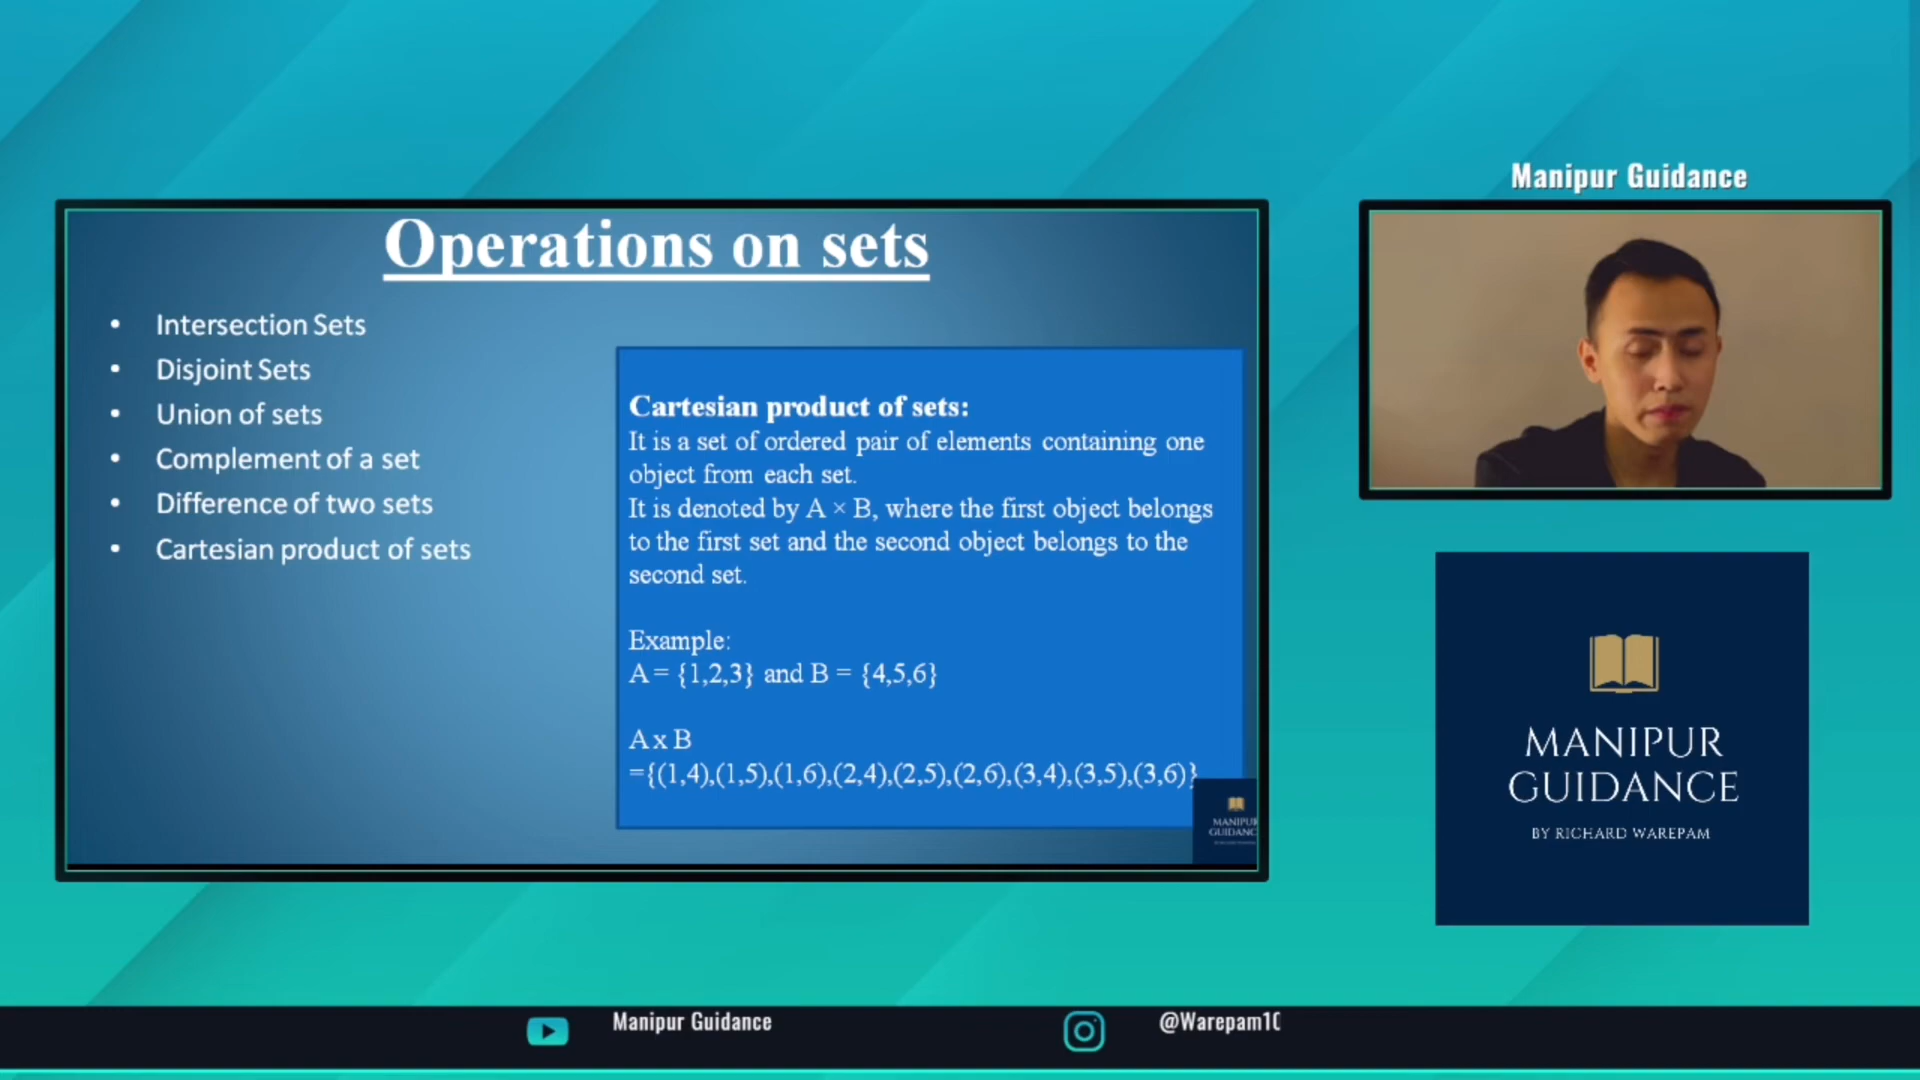 Manipur Guidance
Operations on sets
• Intersection Sets
• Disjoint Sets
• Union of sets
• Complement of a set
• Difference of two sets
• Cartesian product of sets
Cartesian product of sets:
It is a set of ordered pair of elements containing one
object from each set.
It is denoted by A × B, where the first object belongs
to the first set and the second object belongs to the
second set.
Example:
A = {1,2,3} and B = {4,5,6}
A x B
={(1,4),(1,5),(1,6),(2,4),(2,5),(2,6),(3,4),(3,5),(3,6)}
MANIPUR
GUIDANCE
BY RICHARD WAREPAM
Manipur Guidance
@Warepam10